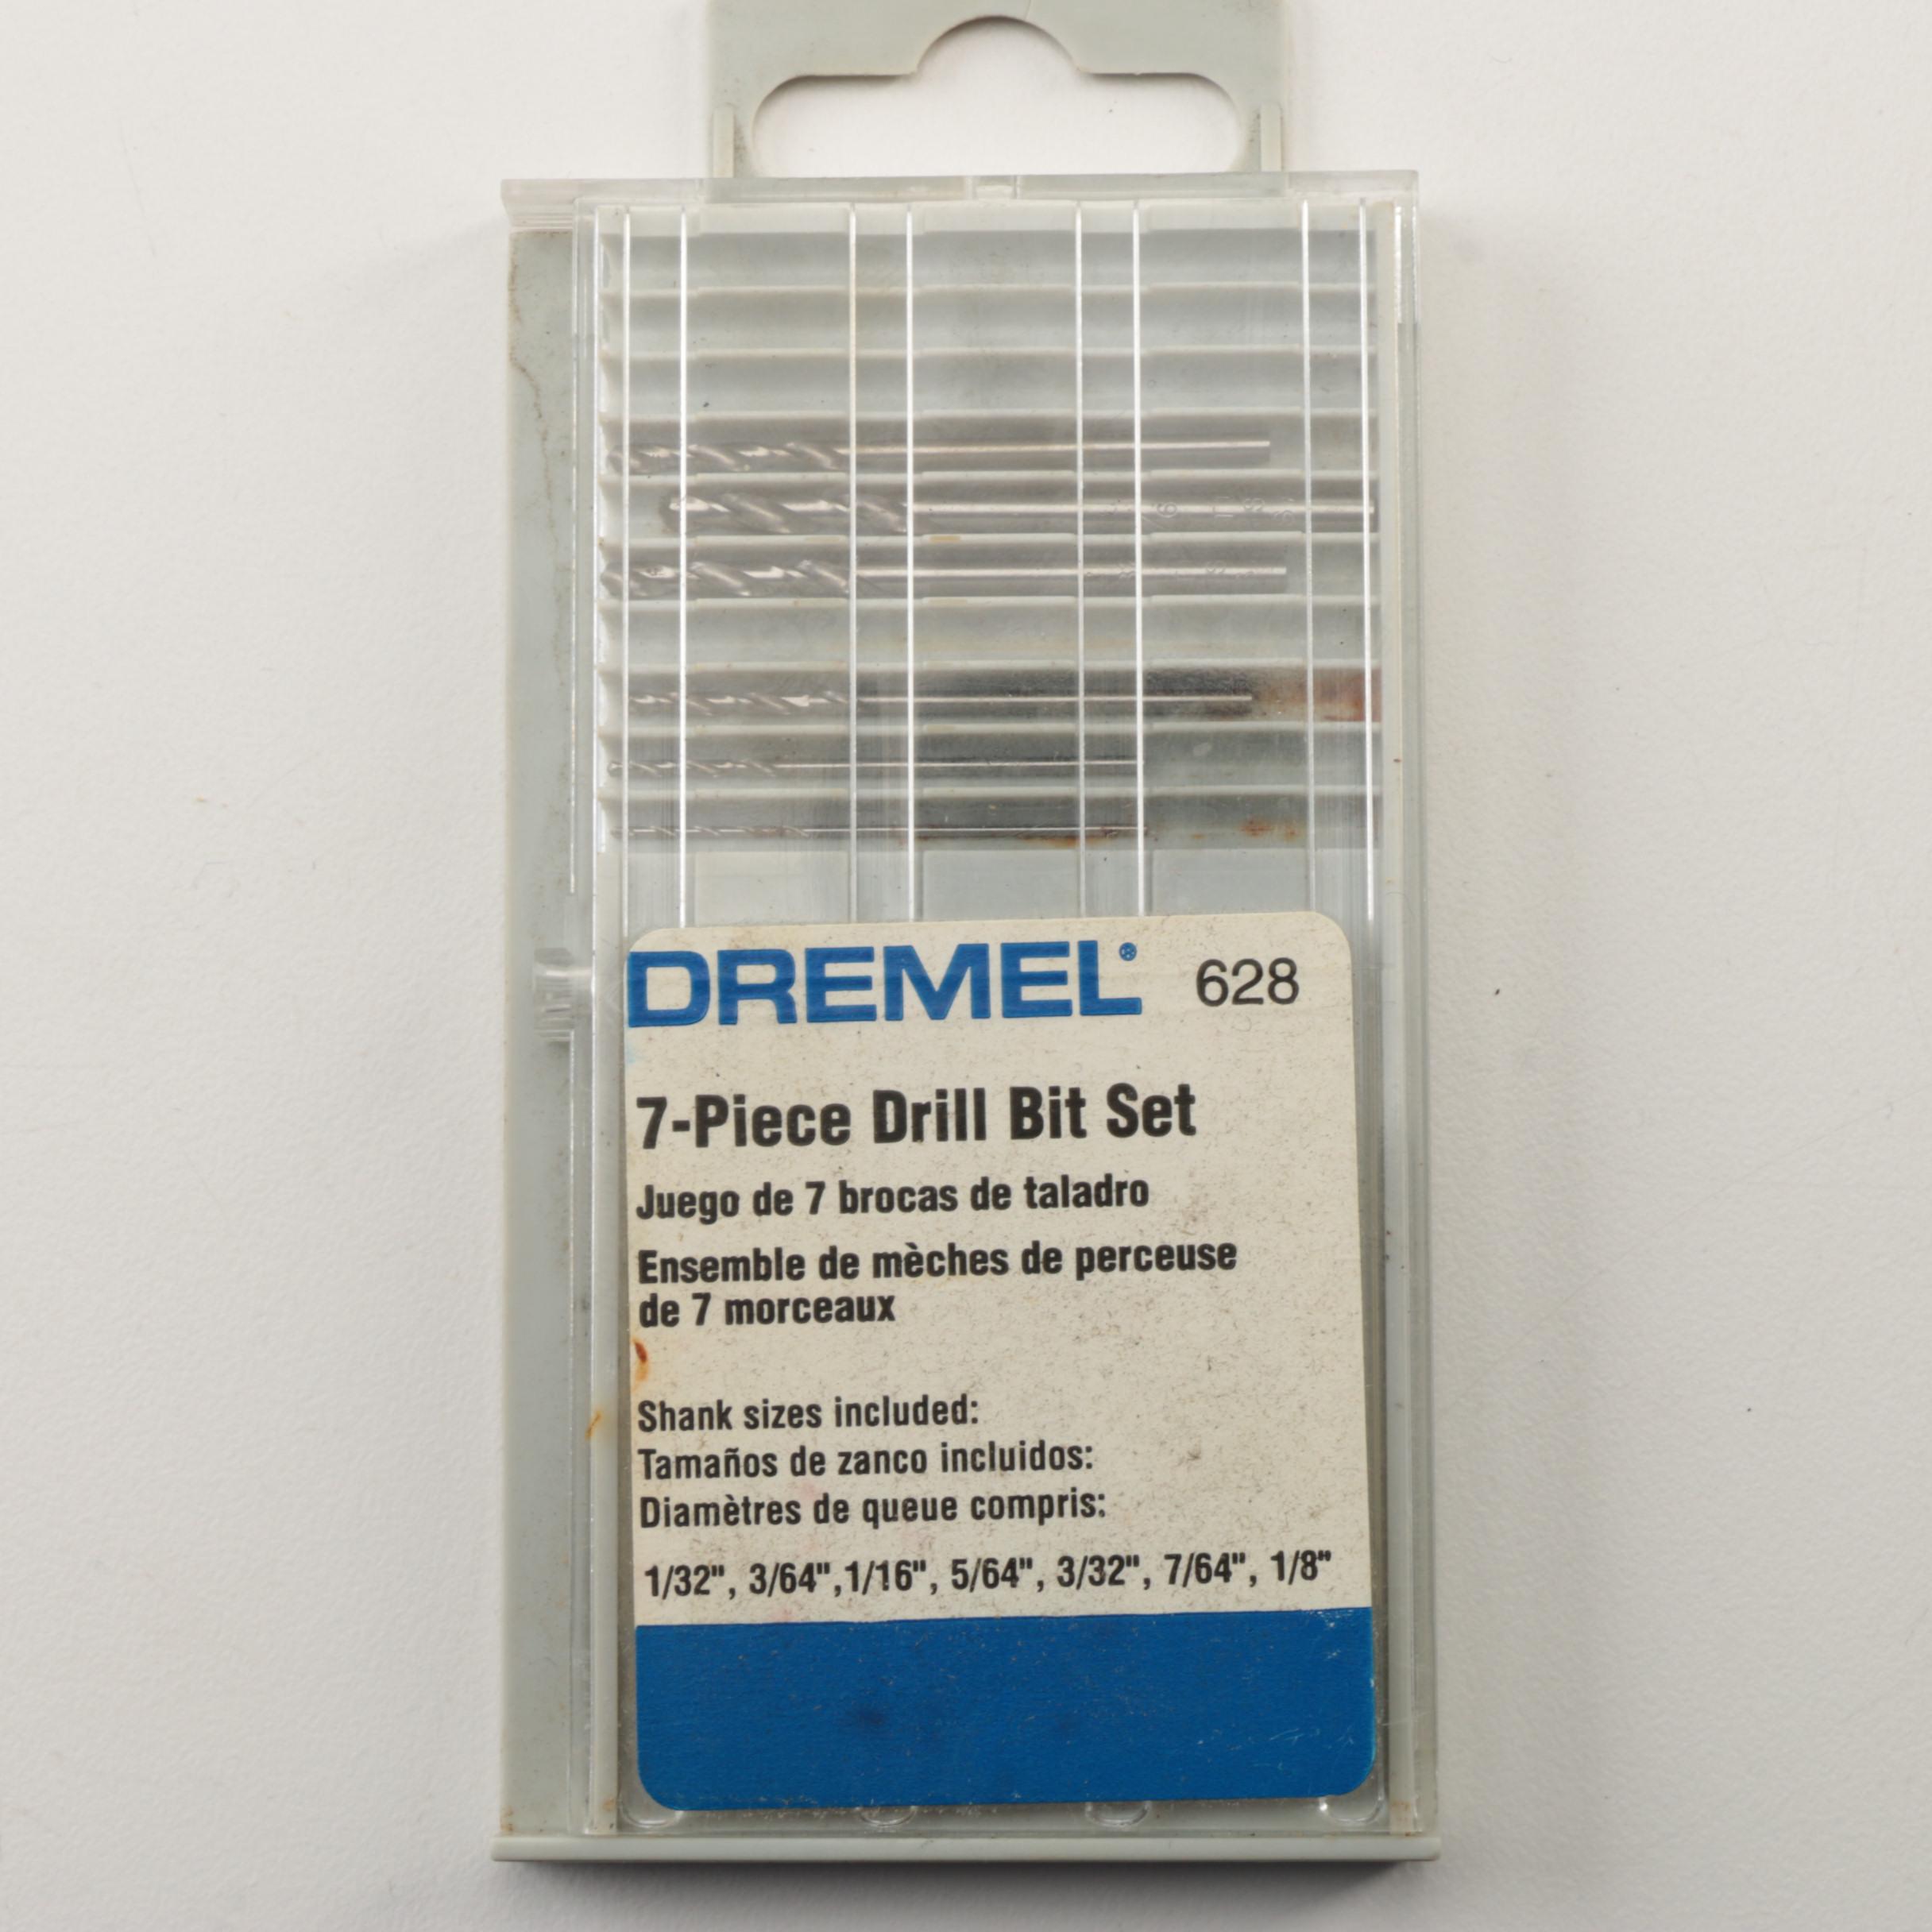 DREMEL® 628
7-Piece Drill Bit Set
Juego de 7 brocas de taladro
Ensemble de mèches de perceuse
de 7 morceaux
Shank sizes included:
Tamaños de zanco incluidos:
Diamètres de queue compris:
1/32", 3/64",1/16", 5/64", 3/32", 7/64", 1/8"